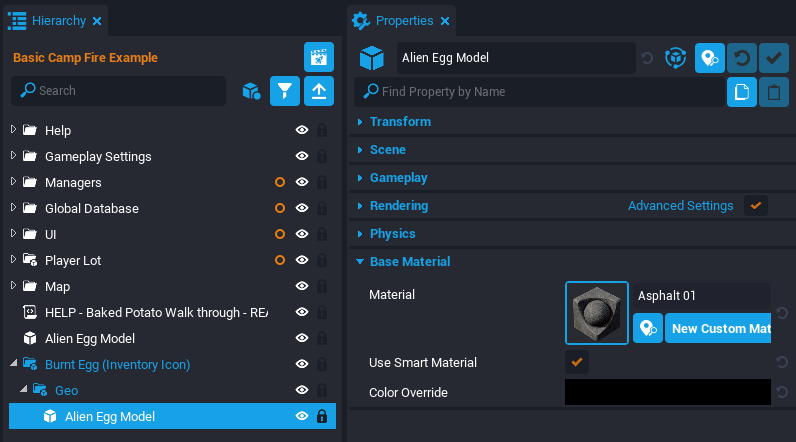 Hierarchy
Basic Camp Fire Example
Search
Help
Gameplay Settings
Managers
Global Database
UI
Player Lot
Map
HELP - Baked Potato Walk through - REA
Alien Egg Model
Burnt Egg (Inventory Icon)
Geo
Alien Egg Model
Properties
Alien Egg Model
Find Property by Name
Transform
Scene
Gameplay
Rendering Advanced Settings
Physics
Base Material
Material Asphalt 01
New Custom Mat
Use Smart Material
Color Override